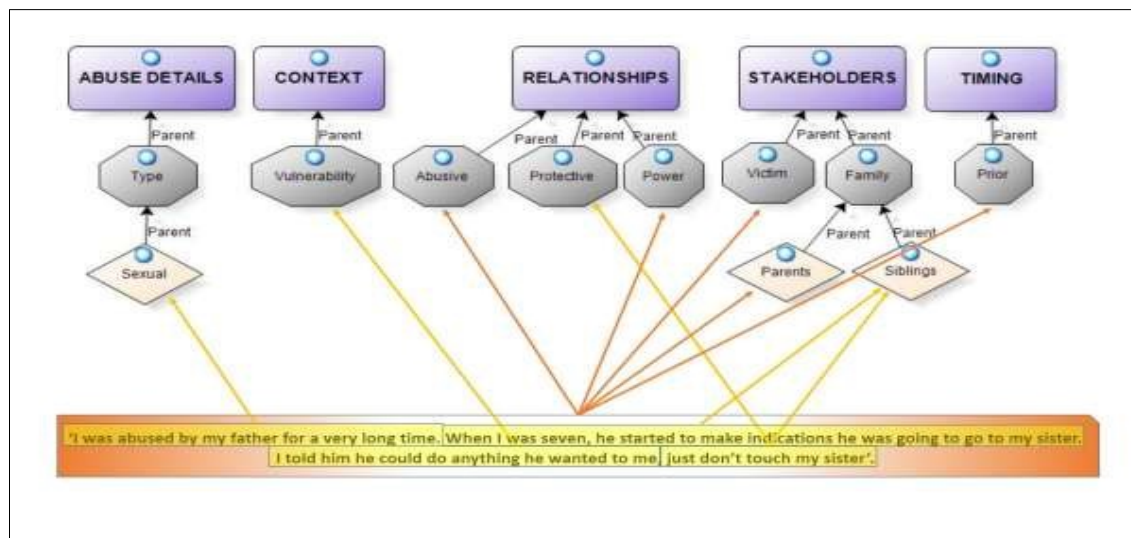 ABUSE DETAILS
CONTEXT
RELATIONSHIPS
STAKEHOLDERS
TIMING
Parent
Parent
Parent
Parent
Parent
Parent
Parent
Parent
Type
Vulnerability
Abusive
Protective
Power
Victim
Family
Prior
Parent
Parent
Parent
Sexual
Parents
Siblings
'I was abused by my father for a very long time. When I was seven, he started to make indications he was going to go to my sister.
I told him he could do anything he wanted to me, just don't touch my sister'.